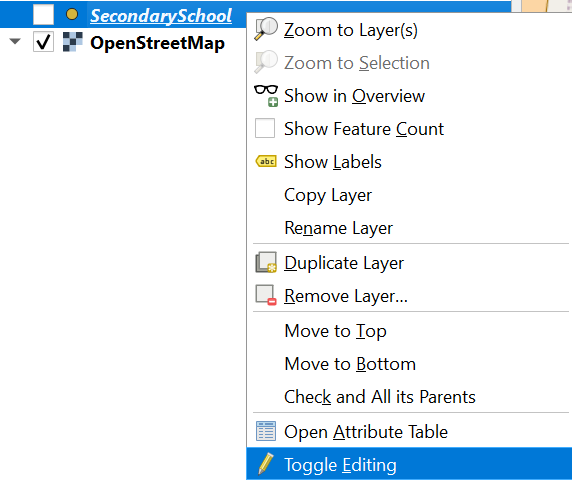 SecondarySchool
OpenStreetMap
Zoom to Layer(s)
Zoom to Selection
Show in Overview
Show Feature Count
abc Show Labels
Copy Layer
Rename Layer
Duplicate Layer
Remove Layer...
Move to Top
Move to Bottom
Check and All its Parents
Open Attribute Table
Toggle Editing